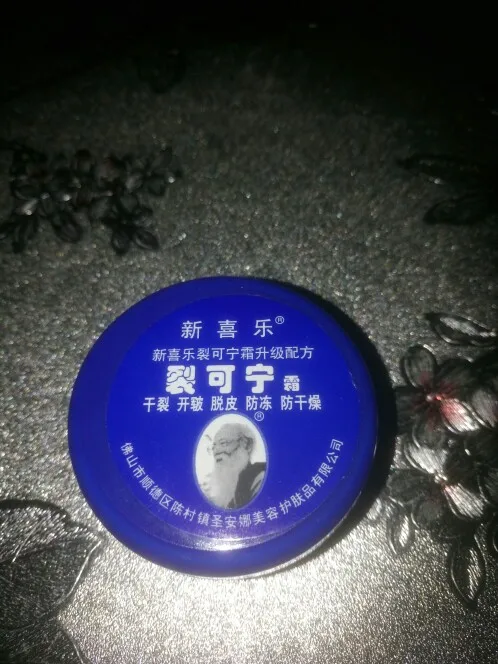 新喜乐®
新喜乐裂可宁霜升级配方
裂可宁霜
干裂 开皲 脱皮 防冻 防干燥
®
佛山市顺德区陈村镇圣安娜美容护肤品有限公司